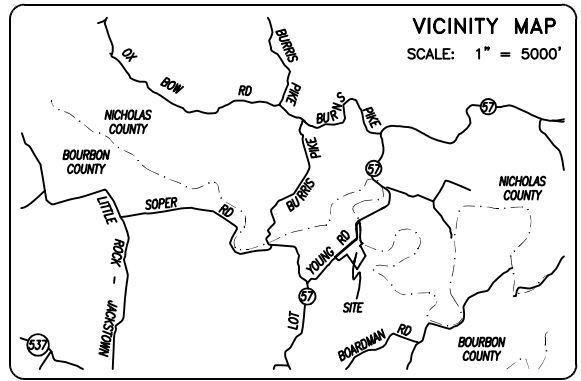 VICINITY MAP
SCALE: 1" = 5000'
OX BOW RD
BURRIS PIKE
BURNS PIKE
57
NICHOLAS
COUNTY
BURRIS PIKE
57
BOURBON
COUNTY
NICHOLAS
COUNTY
SOPER RD
LITTLE ROCK - JACKSTOWN
YOUNG RD
57
SITE
LOT
BOARDMAN RD
537
BOURBON
COUNTY